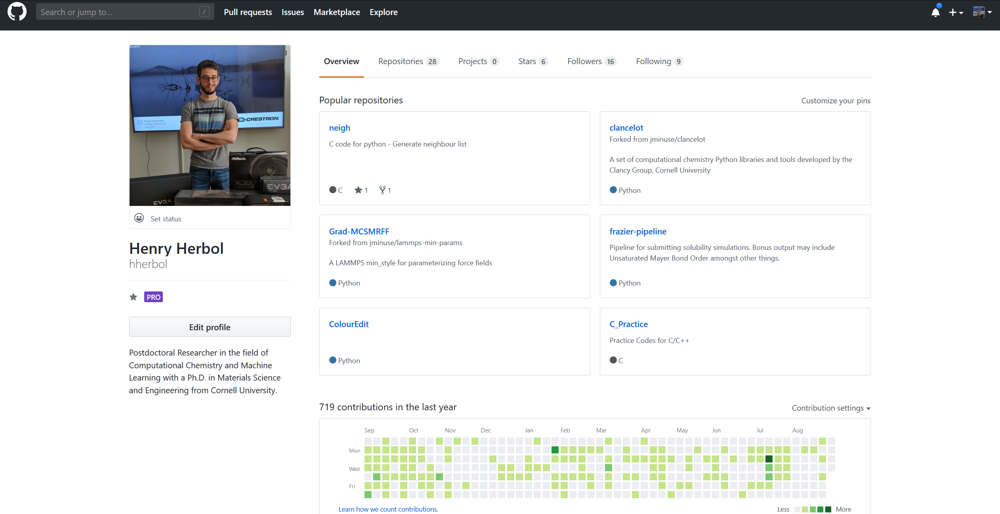 Search or jump to...
/
Pull requests
Issues
Marketplace
Explore
Overview
Repositories 28
Projects 0
Stars 6
Followers 16
Following 9
CRESTRON
ASRock
X399
EVGA
EVGA
Set status
Henry Herbol
hherbol
PRO
Edit profile
Postdoctoral Researcher in the field of
Computational Chemistry and Machine
Learning with a Ph.D. in Materials Science
and Engineering from Cornell University.
Popular repositories
Customize your pins
neigh
C code for python - Generate neighbour list
C 1 1
clancelot
Forked from jminuse/clancelot
A set of computational chemistry Python libraries and tools developed by the
Clancy Group, Cornell University
Python
Grad-MCSMRFF
Forked from jminuse/lammps-min-params
A LAMMPS min_style for parameterizing force fields
Python
frazier-pipeline
Pipeline for submitting solubility simulations. Bonus output may include
Unsaturated Mayer Bond Order amongst other things.
Python
ColourEdit
Python
C_Practice
Practice Codes for C/C++
C
719 contributions in the last year
Contribution settings
Sep Oct Nov Dec Jan Feb Mar Apr May Jun Jul Aug
Mon
Wed
Fri
Learn how we count contributions.
Less
More